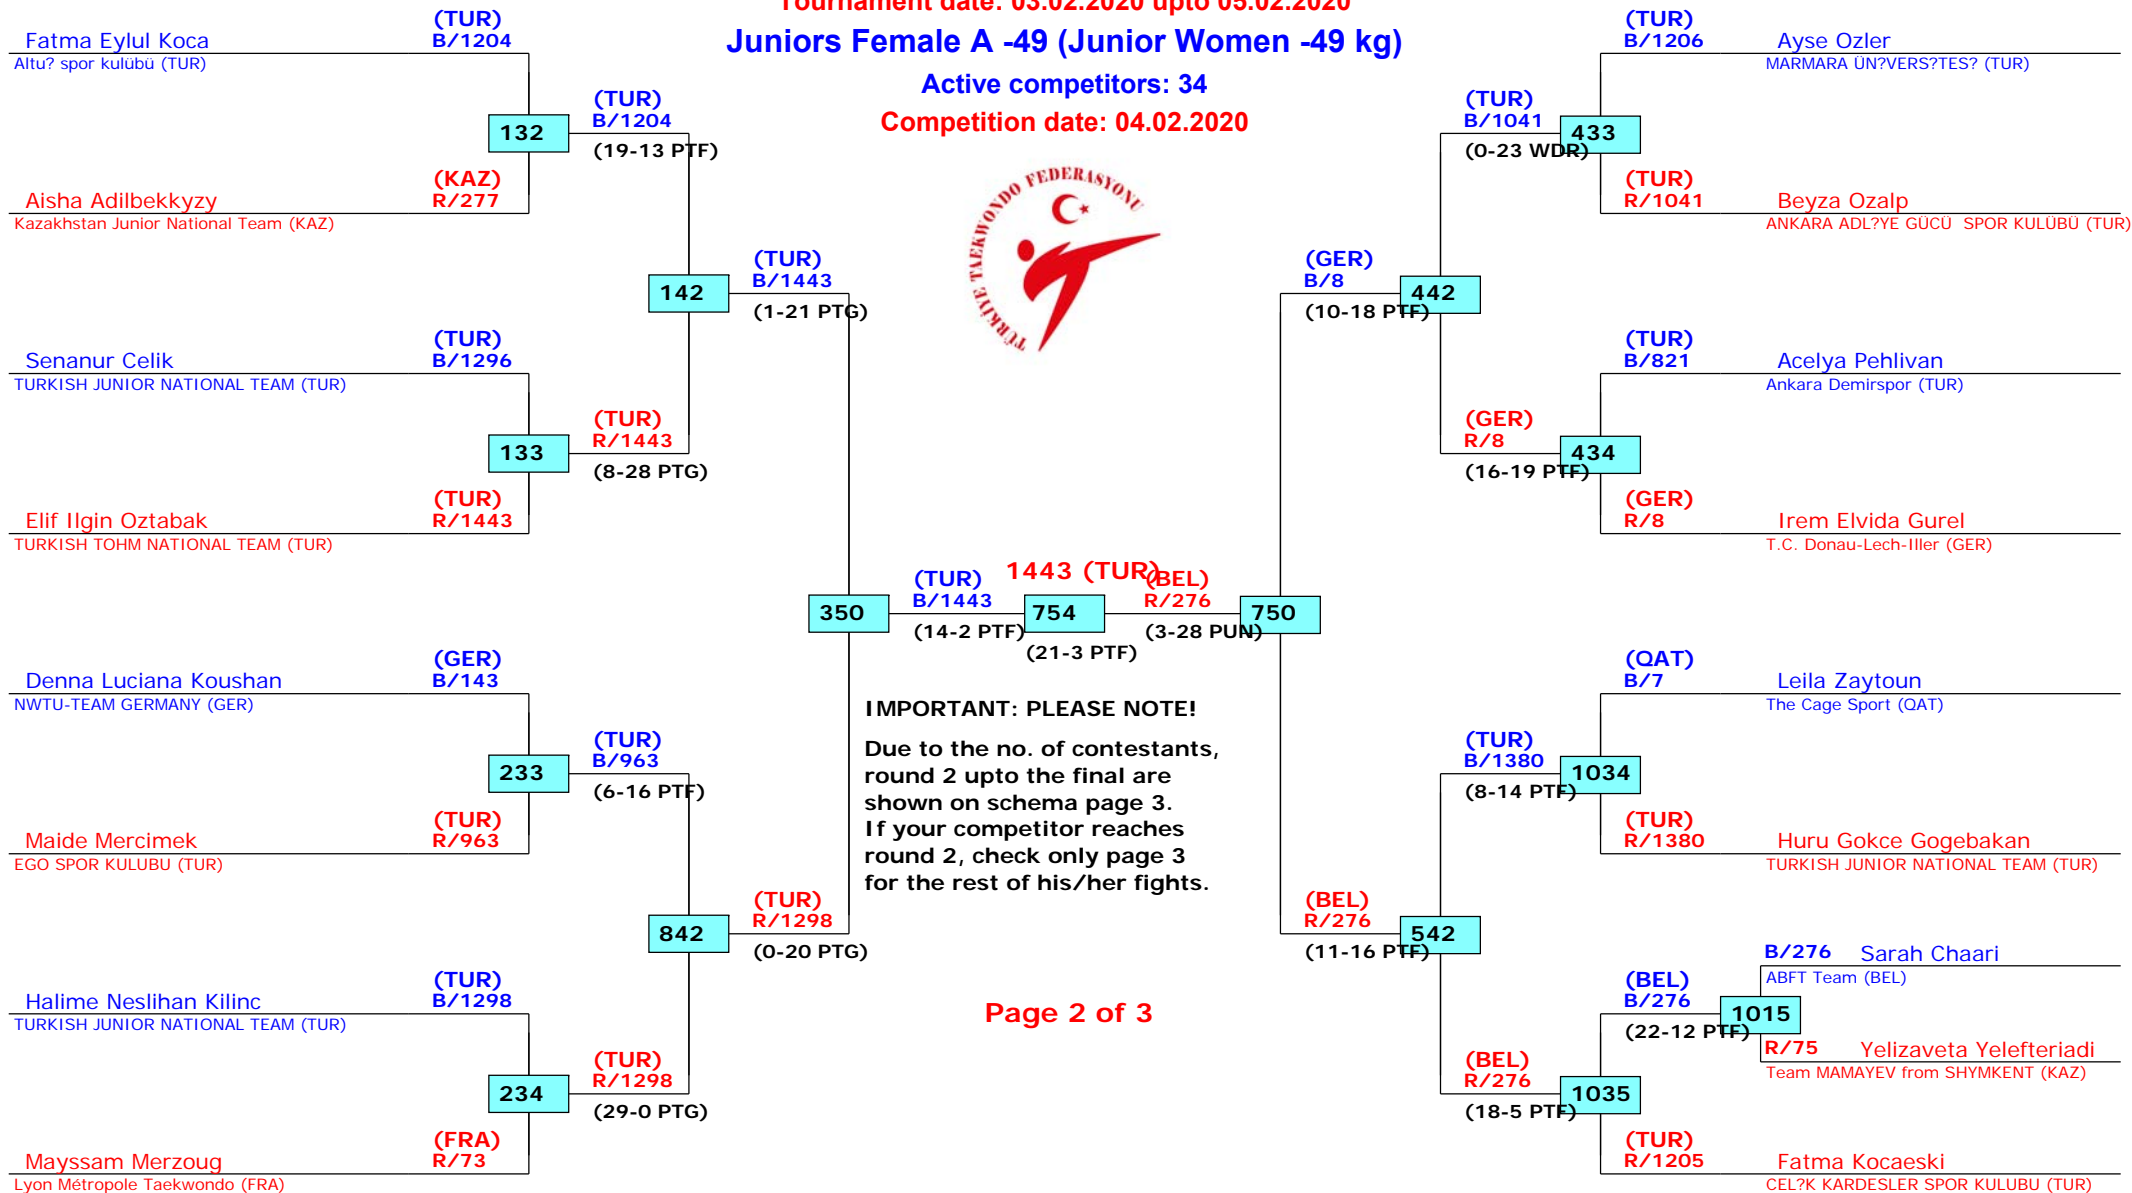 Tournament date: 03.02.2020 upto 05.02.2020
Juniors Female A -49 (Junior Women -49 kg)
Active competitors: 34
Competition date: 04.02.2020
TÜRKİYE TAEKWONDO FEDERASYONU
(TUR)
Fatma Eylul Koca B/1204
Altu? spor kulübü (TUR)
(TUR)
B/1204
132
(19-13 PTF)
(KAZ)
Aisha Adilbekkyzy R/277
Kazakhstan Junior National Team (KAZ)
(TUR)
B/1443
142
(1-21 PTG)
(TUR)
Senanur Celik B/1296
TURKISH JUNIOR NATIONAL TEAM (TUR)
(TUR)
R/1443
133
(8-28 PTG)
(TUR)
Elif Ilgin Oztabak R/1443
TURKISH TOHM NATIONAL TEAM (TUR)
(TUR)
B/1443
350
(14-2 PTF)
1443 (TUR)
754
(21-3 PTF)
(BEL)
R/276
750
(3-28 PUN)
(GER)
Denna Luciana Koushan B/143
NWTU-TEAM GERMANY (GER)
(TUR)
B/963
233
(6-16 PTF)
(TUR)
Maide Mercimek R/963
EGO SPOR KULUBU (TUR)
(TUR)
R/1298
842
(0-20 PTG)
(TUR)
Halime Neslihan Kilinc B/1298
TURKISH JUNIOR NATIONAL TEAM (TUR)
(TUR)
R/1298
234
(29-0 PTG)
(FRA)
Mayssam Merzoug R/73
Lyon Métropole Taekwondo (FRA)
IMPORTANT: PLEASE NOTE!
Due to the no. of contestants,
round 2 upto the final are
shown on schema page 3.
If your competitor reaches
round 2, check only page 3
for the rest of his/her fights.
Page 2 of 3
(TUR)
B/1206 Ayse Ozler
MARMARA ÜN?VERS?TES? (TUR)
(TUR)
B/1041
433
(0-23 WDR)
(TUR)
R/1041 Beyza Ozalp
ANKARA ADL?YE GÜCÜ SPOR KULÜBÜ (TUR)
(GER)
B/8
442
(10-18 PTF)
(TUR)
B/821 Acelya Pehlivan
Ankara Demirspor (TUR)
(GER)
R/8
434
(16-19 PTF)
(GER)
R/8 Irem Elvida Gurel
T.C. Donau-Lech-Iller (GER)
(QAT)
B/7 Leila Zaytoun
The Cage Sport (QAT)
(TUR)
B/1380
1034
(8-14 PTF)
(TUR)
R/1380 Huru Gokce Gogebakan
TURKISH JUNIOR NATIONAL TEAM (TUR)
(BEL)
R/276
542
(11-16 PTF)
B/276 Sarah Chaari
ABFT Team (BEL)
(BEL)
B/276
1015
(22-12 PTF)
R/75 Yelizaveta Yelefteriadi
Team MAMAYEV from SHYMKENT (KAZ)
(BEL)
R/276
1035
(18-5 PTF)
(TUR)
R/1205 Fatma Kocaeski
CEL?K KARDESLER SPOR KULUBU (TUR)